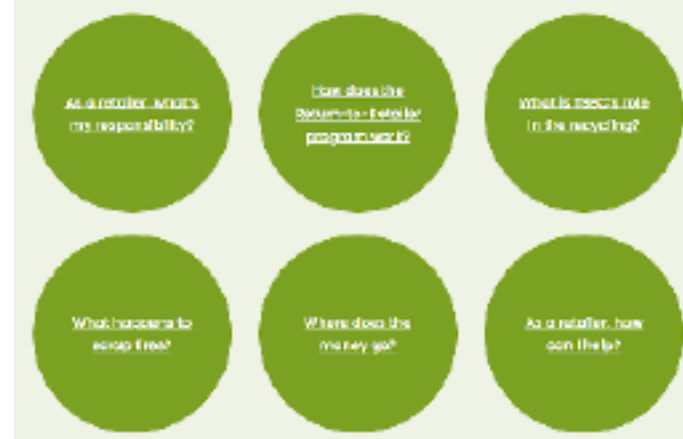 As a retailer, what's
my responsibility?
How does the
Return-to-Retailer
program work?
What is role
in the recycling?
What happens to
scrap tires?
Where does the
money go?
As a retailer, how
can I help?